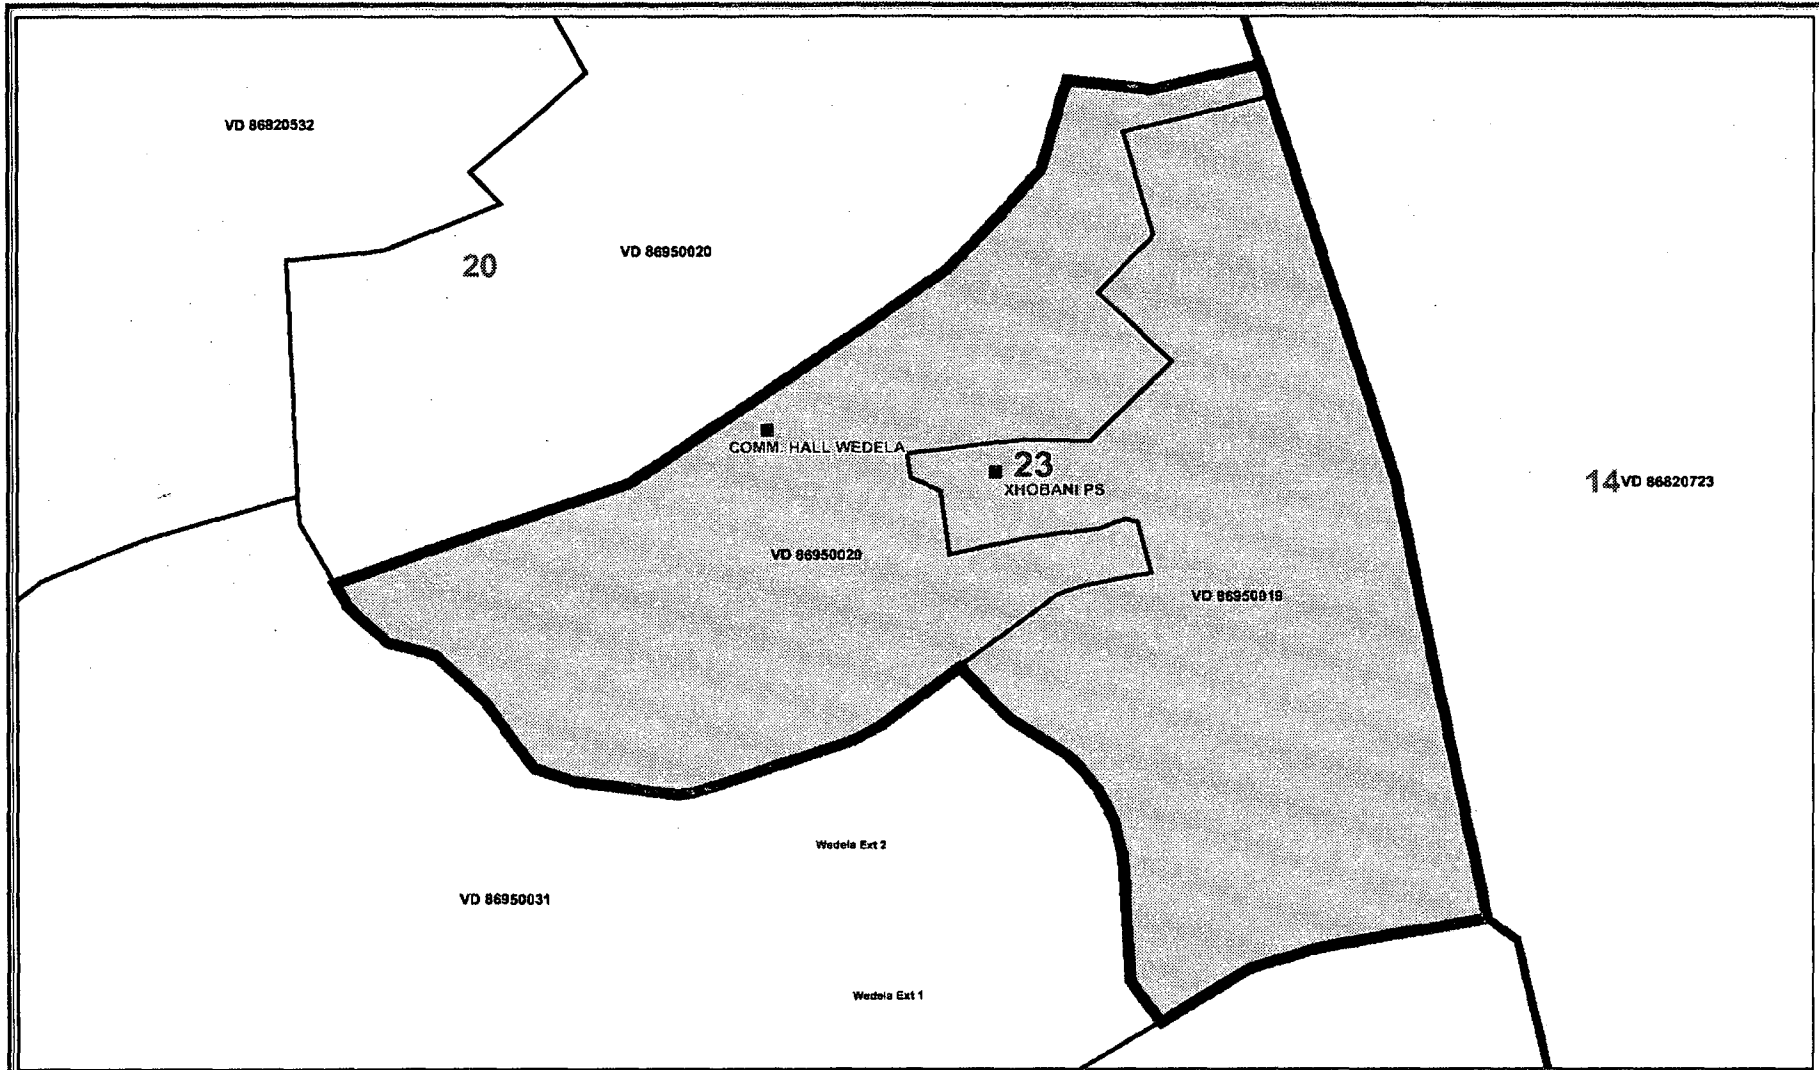 VD 86820532
20
VD 86950020
COMM. HALL WEDELA
23
XHOBANI PS
14 VD 86820723
VD 86950020
VD 86950019
Wedela Ext 2
VD 86950031
Wedela Ext 1